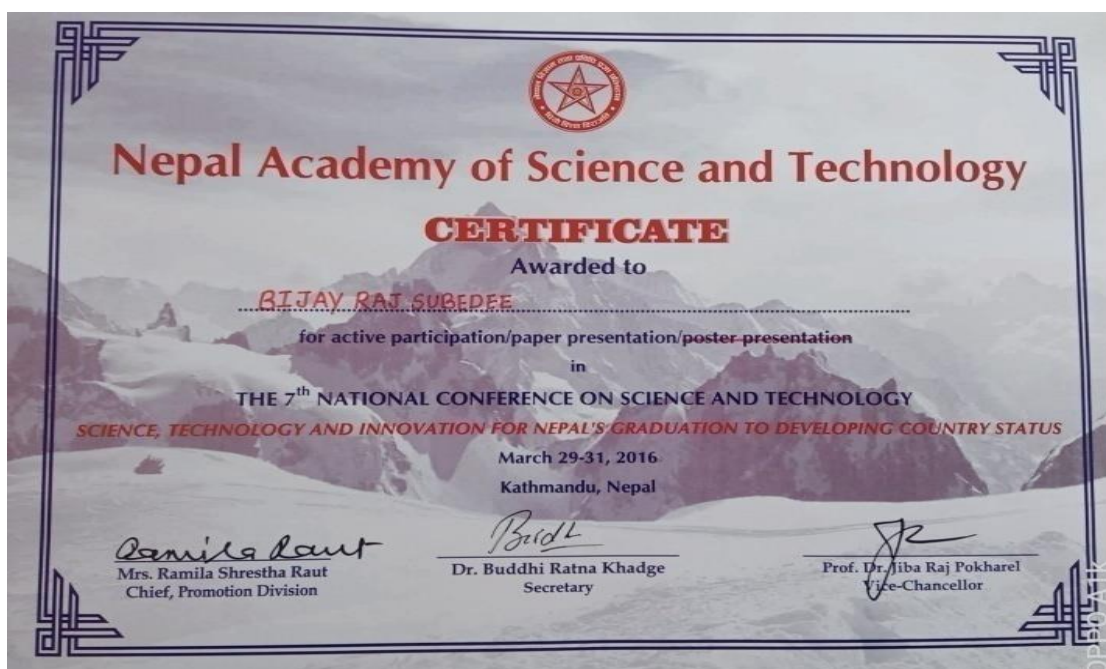 Nepal Academy of Science and Technology
CERTIFICATE
Awarded to
BIJAY RAJ SUBEDEE
for active participation/paper presentation/poster presentation
in
THE 7th NATIONAL CONFERENCE ON SCIENCE AND TECHNOLOGY
SCIENCE, TECHNOLOGY AND INNOVATION FOR NEPAL'S GRADUATION TO DEVELOPING COUNTRY STATUS
March 29-31, 2016
Kathmandu, Nepal
Ramila Raut
Mrs. Ramila Shrestha Raut
Chief, Promotion Division
Dr. Buddhi Ratna Khadge
Secretary
Prof. Dr. Jiba Raj Pokharel
Vice-Chancellor
OPPO A1k